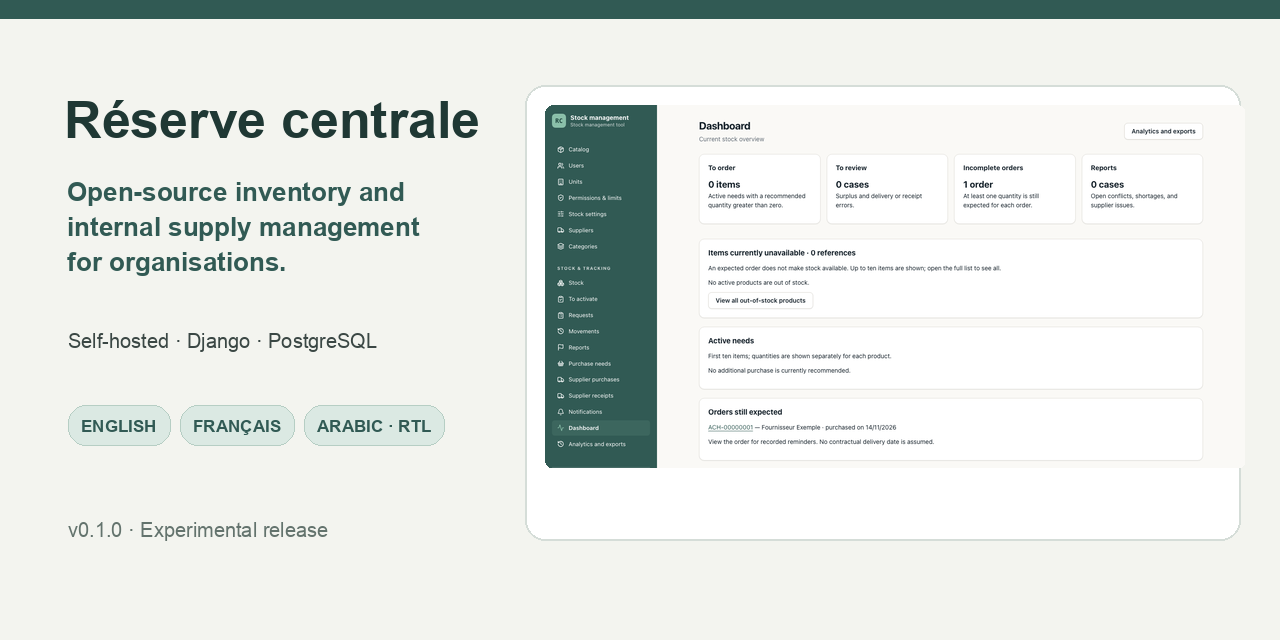 Réserve centrale
Open-source inventory and
internal supply management
for organisations.
Self-hosted · Django · PostgreSQL
ENGLISH
FRANÇAIS
ARABIC · RTL
v0.1.0 · Experimental release
RC
Stock management
Stock management tool
Catalog
Users
Units
Permissions & limits
Stock settings
Suppliers
Categories
STOCK & TRACKING
Stock
To activate
Requests
Movements
Reports
Purchase needs
Supplier purchases
Supplier receipts
Notifications
Dashboard
Analytics and exports
Dashboard
Current stock overview
Analytics and exports
To order
0 items
Active needs with a recommended
quantity greater than zero.
To review
0 cases
Surplus and delivery or receipt
errors.
Incomplete orders
1 order
At least one quantity is still
expected for each order.
Reports
0 cases
Open conflicts, shortages, and
supplier issues.
Items currently unavailable · 0 references
An expected order does not make stock available. Up to ten items are shown; open the full list to see all.
No active products are out of stock.
View all out-of-stock products
Active needs
First ten items; quantities are shown separately for each product.
No additional purchase is currently recommended.
Orders still expected
ACH-00000001 — Fournisseur Exemple · purchased on 14/11/2026
View the order for recorded reminders. No contractual delivery date is assumed.